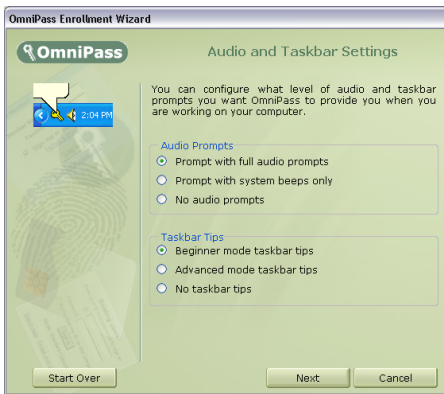 OmniPass Enrollment Wizard
OmniPass
Audio and Taskbar Settings
2:04 PM
You can configure what level of audio and taskbar
prompts you want OmniPass to provide you when you
are working on your computer.
Audio Prompts
Prompt with full audio prompts
Prompt with system beeps only
No audio prompts
Taskbar Tips
Beginner mode taskbar tips
Advanced mode taskbar tips
No taskbar tips
Start Over
Next
Cancel